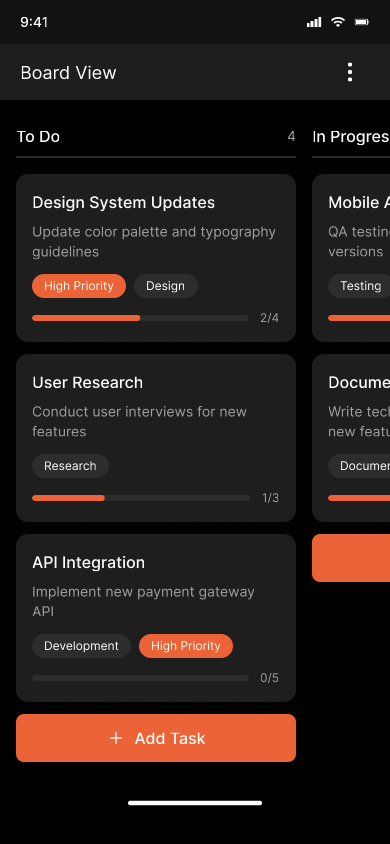 9:41
Board View
To Do 4
Design System Updates
Update color palette and typography
guidelines
High Priority Design
2/4
User Research
Conduct user interviews for new
features
Research
1/3
API Integration
Implement new payment gateway
API
Development High Priority
0/5
+ Add Task
In Progres
Mobile A
QA testin
versions
Testing
Docume
Write tec
new featu
Documen